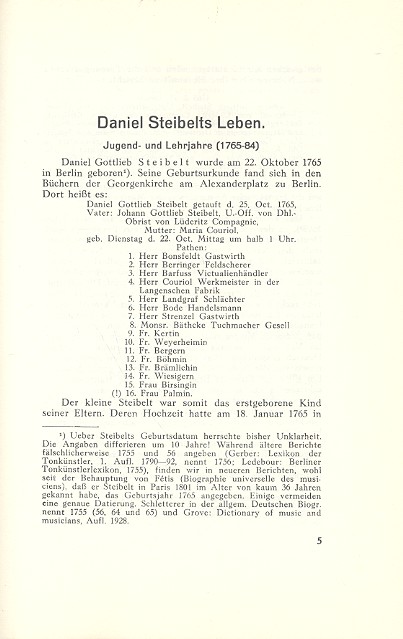 Daniel Steibelts Leben.
Jugend- und Lehrjahre (1765-84)
Daniel Gottlieb Steibelt wurde am 22. Oktober 1765
in Berlin geboren¹). Seine Geburtsurkunde fand sich in den
Büchern der Georgenkirche am Alexanderplatz zu Berlin.
Dort heißt es:
Daniel Gottlieb Steibelt getauft d. 25. Oct. 1765,
Vater: Johann Gottlieb Steibelt, U.-Off. von Dhl.-
Obrist von Lüderitz Compagnie,
Mutter: Maria Couriol,
geb. Dienstag d. 22. Oct. Mittag um halb 1 Uhr.
Pathen:
1. Herr Bonsfeldt Gastwirth
2. Herr Berringer Feldscherer
3. Herr Barfuss Victualienhändler
4. Herr Couriol Werkmeister in der
Langenschen Fabrik
5. Herr Landgraf Schlächter
6. Herr Bode Handelsmann
7. Herr Strenzel Gastwirth
8. Monsr. Bäthcke Tuchmacher Gesell
9. Fr. Kertin
10. Fr. Weyerheimin
11. Fr. Bergern
12. Fr. Böhmin
13. Fr. Brümlichin
14. Fr. Wiesigern
15. Frau Birsingin
(!) 16. Frau Palmin.
Der kleine Steibelt war somit das erstgeborene Kind
seiner Eltern. Deren Hochzeit hatte am 18. Januar 1765 in
¹) Ueber Steibelts Geburtsdatum herrschte bisher Unklarheit.
Die Angaben differieren um 10 Jahre! Während ältere Berichte
fälschlicherweise 1755 und 56 angeben (Gerber: Lexikon der
Tonkünstler, 1. Aufl. 1790—92, nennt 1756; Ledebour: Berliner
Tonkünstlerlexikon, 1755), finden wir in neueren Berichten, wohl
seit der Behauptung von Fétis (Biographie universelle des musi-
ciens), daß er Steibelt in Paris 1801 im Alter von kaum 36 Jahren
gekannt habe, das Geburtsjahr 1765 angegeben. Einige vermeiden
eine genaue Datierung. Schletterer in der allgem. Deutschen Biogr.
nennt 1755 (56, 64 und 65) und Grove: Dictionary of music and
musicians, Aufl. 1928.
5